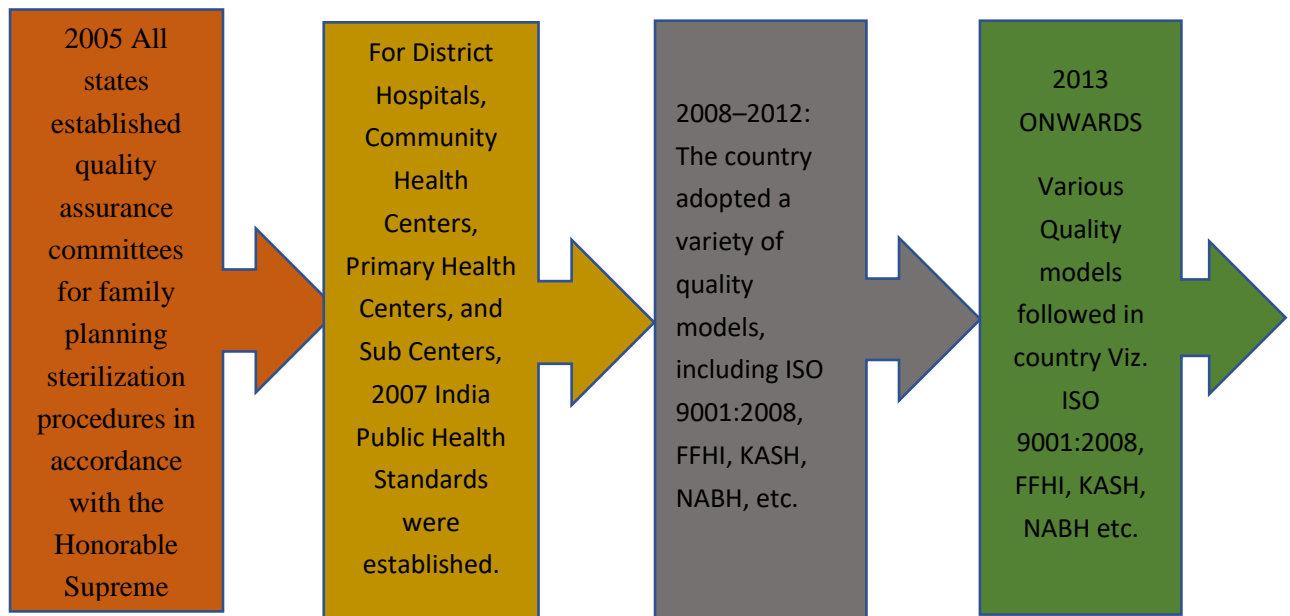 2005 All
states
established
quality
assurance
committees
for family
planning
sterilization
procedures in
accordance
with the
Honorable
Supreme
For District
Hospitals,
Community
Health
Centers,
Primary Health
Centers, and
Sub Centers,
2007 India
Public Health
Standards
were
established.
2008–2012:
The country
adopted a
variety of
quality
models,
including ISO
9001:2008,
FFHI, KASH,
NABH, etc.
2013
ONWARDS
Various
Quality
models
followed in
country Viz.
ISO
9001:2008,
FFHI, KASH,
NABH etc.